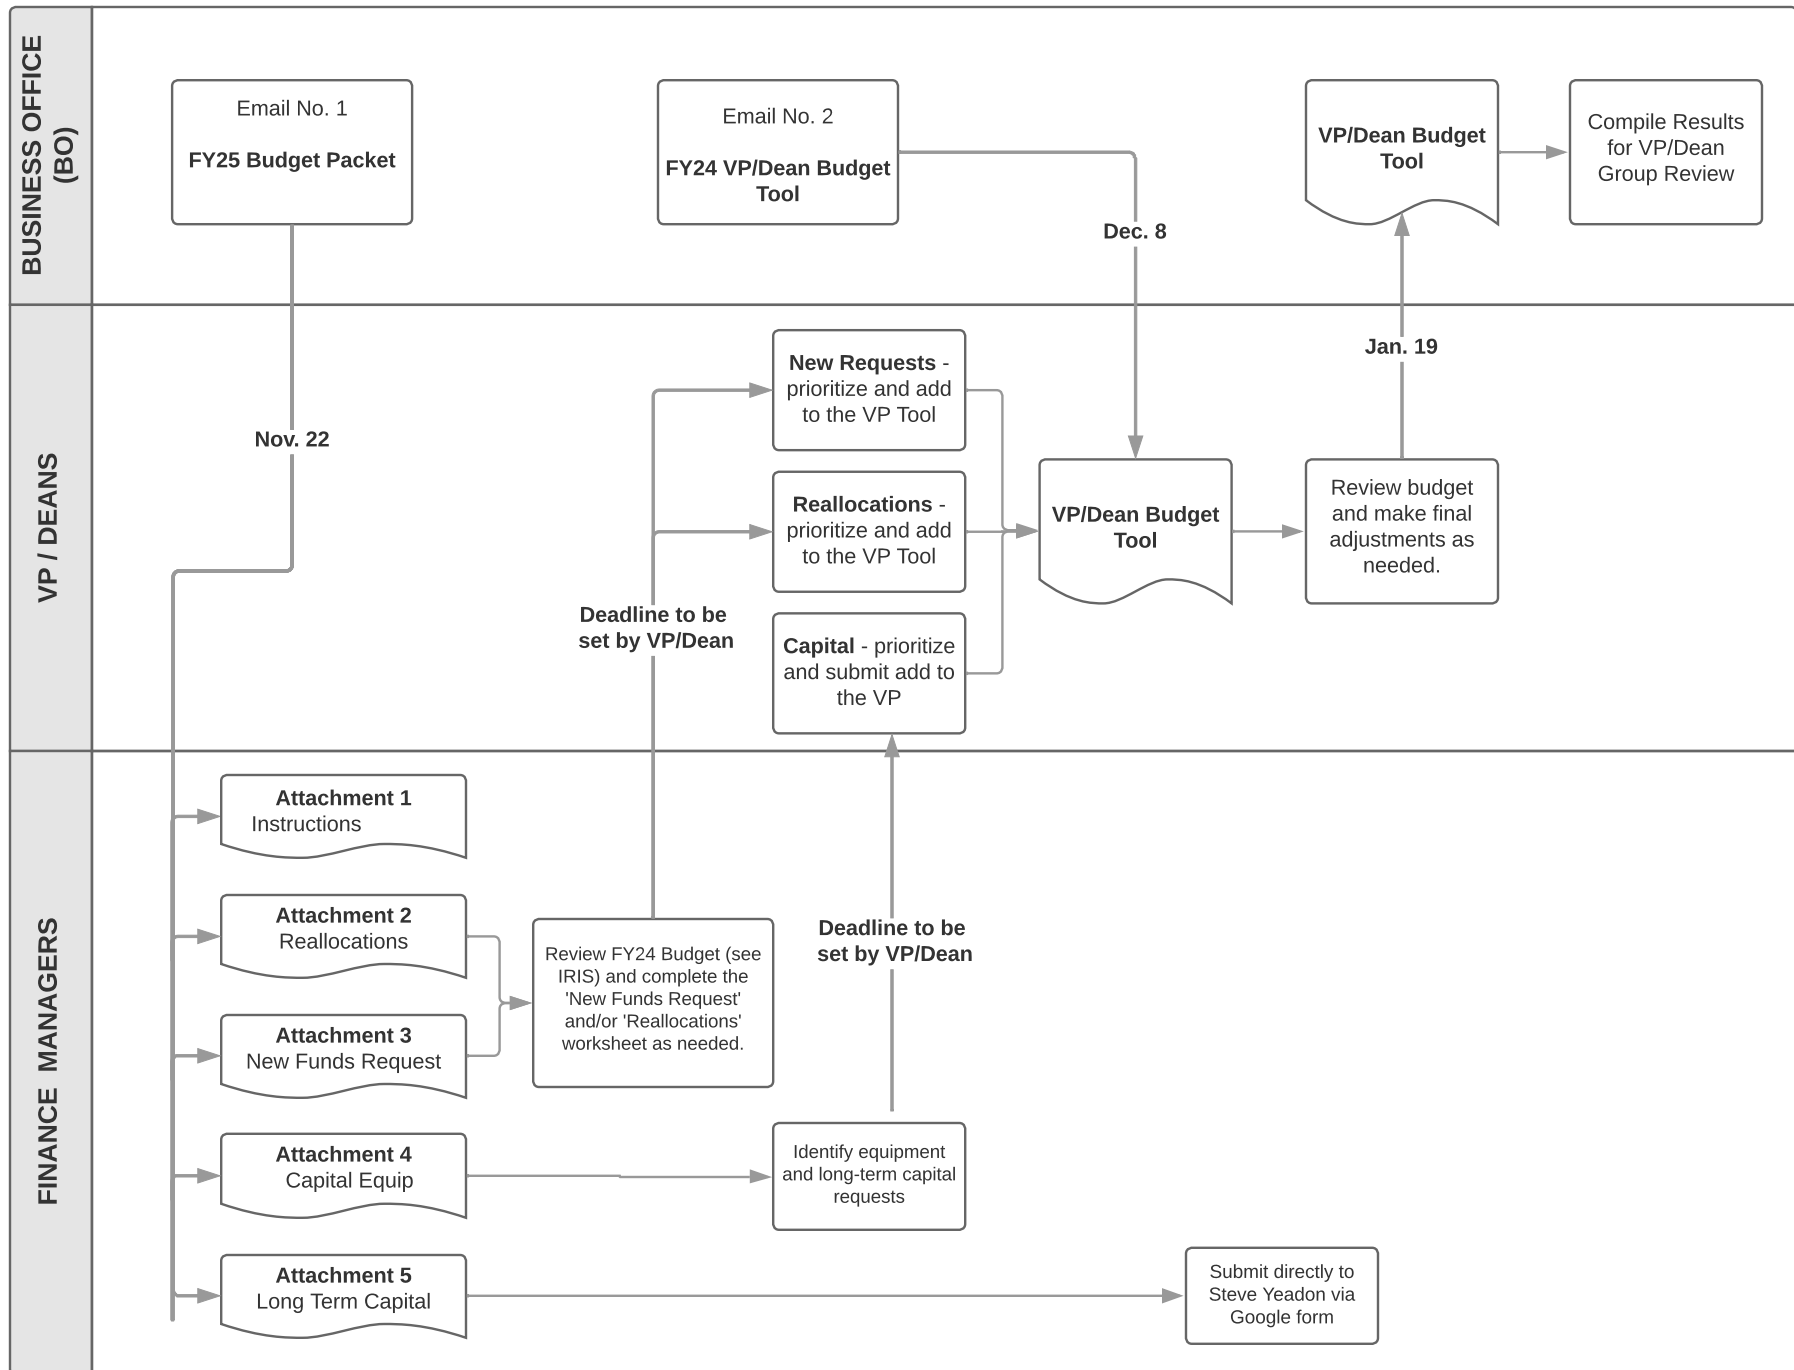 BUSINESS OFFICE
(BO)
Email No. 1
FY25 Budget Packet
Email No. 2
FY24 VP/Dean Budget
Tool
Dec. 8
VP/Dean Budget
Tool
Compile Results
for VP/Dean
Group Review
VP / DEANS
Nov. 22
Deadline to be
set by VP/Dean
New Requests -
prioritize and add
to the VP Tool
Reallocations -
prioritize and add
to the VP Tool
Capital - prioritize
and submit add to
the VP
VP/Dean Budget
Tool
Jan. 19
Review budget
and make final
adjustments as
needed.
FINANCE MANAGERS
Attachment 1
Instructions
Attachment 2
Reallocations
Attachment 3
New Funds Request
Review FY24 Budget (see
IRIS) and complete the
'New Funds Request'
and/or 'Reallocations'
worksheet as needed.
Deadline to be
set by VP/Dean
Attachment 4
Capital Equip
Identify equipment
and long-term capital
requests
Attachment 5
Long Term Capital
Submit directly to
Steve Yeadon via
Google form